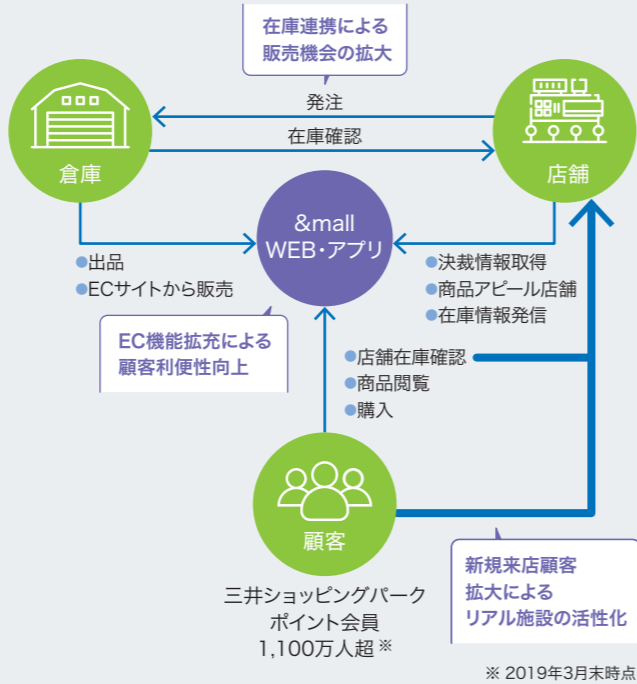 在庫連携による
販売機会の拡大
発注
在庫確認
倉庫
店舗
&mall
WEB・アプリ
●出品
●ECサイトから販売
●決裁情報取得
●商品アピール店舗
●在庫情報発信
EC機能拡充による
顧客利便性向上
●店舗在庫確認
●商品閲覧
●購入
顧客
三井ショッピングパーク
ポイント会員
1,100万人超※
新規来店顧客
拡大による
リアル施設の活性化
※ 2019年3月末時点